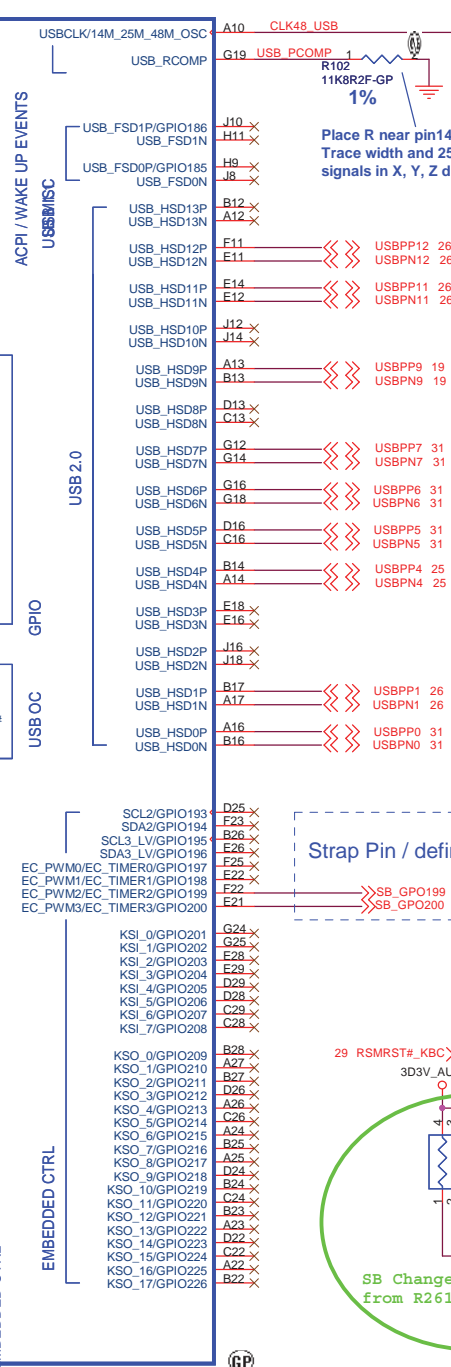 USBCLK/14M_25M_48M_OSC A10 CLK48_USB
USB_RCOMP G19 USB_PCOMP 1 2
R102
11K8R2F-GP
1%
Place R near pin14
Trace width and 25
signals in X, Y, Z d
ACPI / WAKE UP EVENTS
USB MISC
USB_FSD1P/GPIO186 J10
USB_FSD1N H11
USB_FSD0P/GPIO185 H9
USB_FSD0N J8
USB 2.0
USB_HSD13P B12
USB_HSD13N A12
USB_HSD12P F11 USBPP12 26
USB_HSD12N E11 USBPN12 26
USB_HSD11P E14 USBPP11 26
USB_HSD11N E12 USBPN11 26
USB_HSD10P J12
USB_HSD10N J14
USB_HSD9P A13 USBPP9 19
USB_HSD9N B13 USBPN9 19
USB_HSD8P D13
USB_HSD8N C13
USB_HSD7P G12 USBPP7 31
USB_HSD7N G14 USBPN7 31
USB_HSD6P G16 USBPP6 31
USB_HSD6N G18 USBPN6 31
USB_HSD5P D16 USBPP5 31
USB_HSD5N C16 USBPN5 31
USB_HSD4P B14 USBPP4 25
USB_HSD4N A14 USBPN4 25
GPIO
USB_HSD3P E18
USB_HSD3N E16
USB_HSD2P J16
USB_HSD2N J18
USB OC
USB_HSD1P B17 USBPP1 26
USB_HSD1N A17 USBPN1 26
USB_HSD0P A16 USBPP0 31
USB_HSD0N B16 USBPN0 31
SCL2/GPIO193 D25
SDA2/GPIO194 F23
SCL3_LV/GPIO195 B26
SDA3_LV/GPIO196 E26
EC_PWM0/EC_TIMER0/GPIO197 F25
EC_PWM1/EC_TIMER1/GPIO198 E22
EC_PWM2/EC_TIMER2/GPIO199 F22 SB_GPO199
EC_PWM3/EC_TIMER3/GPIO200 E21 SB_GPO200
Strap Pin / defi
KSI_0/GPIO201 G24
KSI_1/GPIO202 G25
KSI_2/GPIO203 E28
KSI_3/GPIO204 E29
KSI_4/GPIO205 D29
KSI_5/GPIO206 D28
KSI_6/GPIO207 C29
KSI_7/GPIO208 C28
EMBEDDED CTRL
KSO_0/GPIO209 B28
KSO_1/GPIO210 A27
KSO_2/GPIO211 B27
KSO_3/GPIO212 D26
KSO_4/GPIO213 A26
KSO_5/GPIO214 C26
KSO_6/GPIO215 A24
KSO_7/GPIO216 B25
KSO_8/GPIO217 A25
KSO_9/GPIO218 D24
KSO_10/GPIO219 B24
KSO_11/GPIO220 C24
KSO_12/GPIO221 B23
KSO_13/GPIO222 A23
KSO_14/GPIO223 D22
KSO_15/GPIO224 C22
KSO_16/GPIO225 A22
KSO_17/GPIO226 B22
29 RSMRST#_KBC
3D3V_AU
4
1
SB Change
from R261
GP